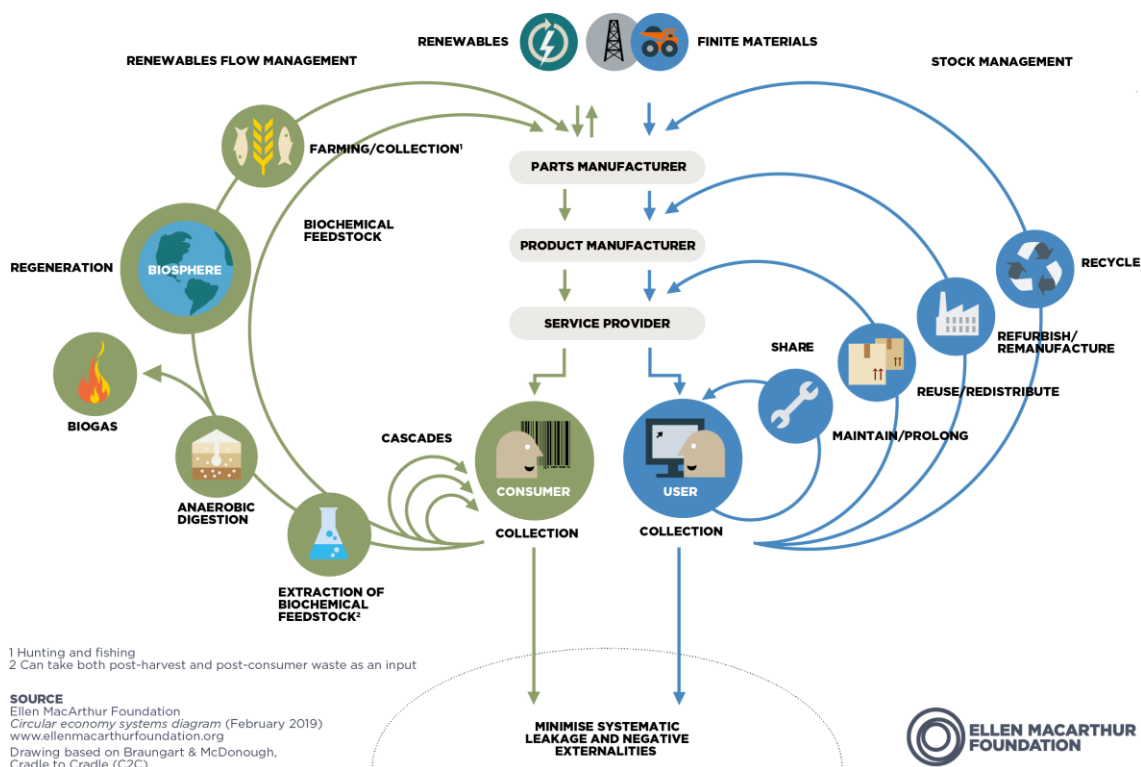 RENEWABLES
FINITE MATERIALS
RENEWABLES FLOW MANAGEMENT
STOCK MANAGEMENT
FARMING/COLLECTION¹
PARTS MANUFACTURER
BIOCHEMICAL
FEEDSTOCK
PRODUCT MANUFACTURER
REGENERATION
BIOSPHERE
RECYCLE
SERVICE PROVIDER
SHARE
REFURBISH/
REMANUFACTURE
REUSE/REDISTRIBUTE
BIOGAS
CASCADES
MAINTAIN/PROLONG
CONSUMER
USER
ANAEROBIC
DIGESTION
COLLECTION
COLLECTION
EXTRACTION OF
BIOCHEMICAL
FEEDSTOCK²
1 Hunting and fishing
2 Can take both post-harvest and post-consumer waste as an input
SOURCE
Ellen MacArthur Foundation
Circular economy systems diagram (February 2019)
www.ellenmacarthurfoundation.org
Drawing based on Braungart & McDonough,
Cradle to Cradle (C2C)
MINIMISE SYSTEMATIC
LEAKAGE AND NEGATIVE
EXTERNALITIES
ELLEN MACARTHUR
FOUNDATION